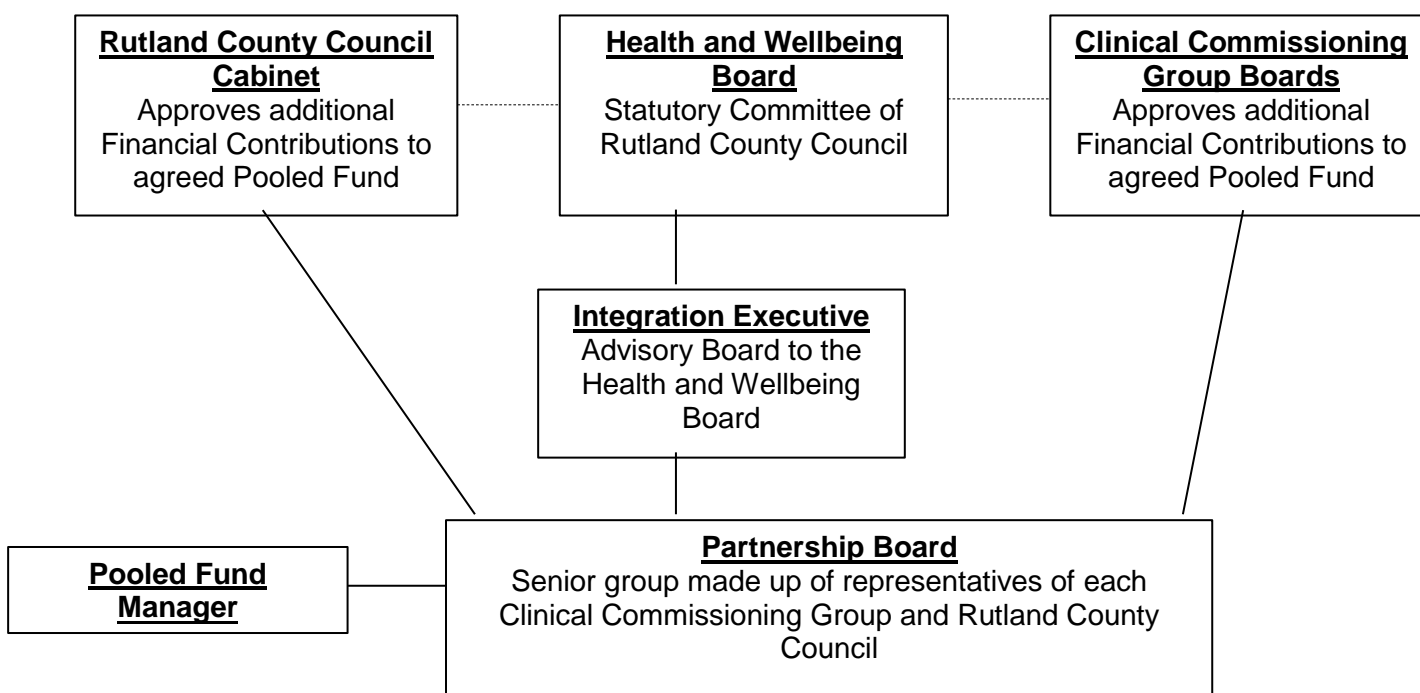 Rutland County Council
Cabinet
Approves additional
Financial Contributions to
agreed Pooled Fund
Health and Wellbeing
Board
Statutory Committee of
Rutland County Council
Clinical Commissioning
Group Boards
Approves additional
Financial Contributions to
agreed Pooled Fund
Integration Executive
Advisory Board to the
Health and Wellbeing
Board
Pooled Fund
Manager
Partnership Board
Senior group made up of representatives of each
Clinical Commissioning Group and Rutland County
Council